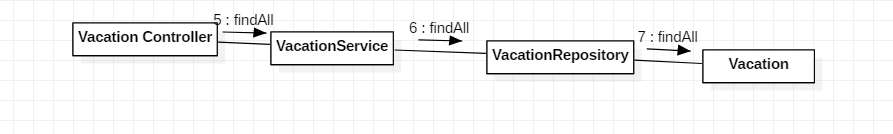 5 : findAll
Vacation Controller
VacationService
6 : findAll
VacationRepository
7 : findAll
Vacation